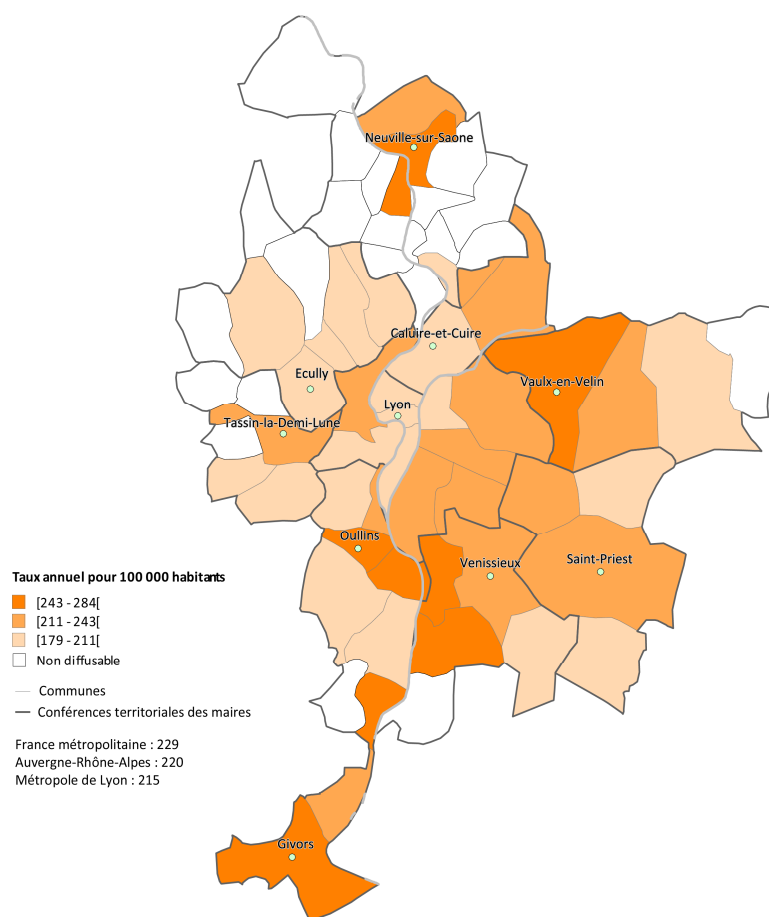 Neuville-sur-Saone
Caluire-et-Cuire
Ecully
Vaulx-en-Velin
Lyon
Tassin-la-Demi-Lune
Oullins
Venissieux
Saint-Priest
Taux annuel pour 100 000 habitants
[243 - 284[
[211 - 243[
[179 - 211[
Non diffusable
Communes
Conférences territoriales des maires
France métropolitaine : 229
Auvergne-Rhône-Alpes : 220
Métropole de Lyon : 215
Givors